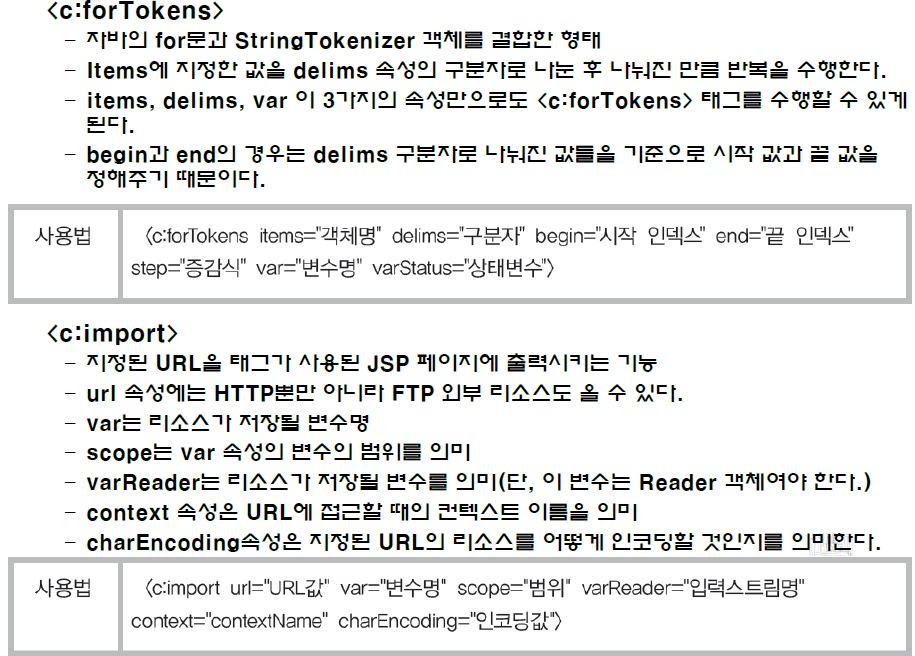 <c:forTokens>
– 자바의 for문과 StringTokenizer 객체를 결합한 형태
– Items에 지정한 값을 delims 속성의 구분자로 나눈 후 나눠진 만큼 반복을 수행한다.
– items, delims, var 이 3가지의 속성만으로도 <c:forTokens> 태그를 수행할 수 있게
된다.
– begin과 end의 경우는 delims 구분자로 나눠진 값들을 기준으로 시작 값과 끝 값을
정해주기 때문이다.
사용법
<c:forTokens items="객체명" delims="구분자" begin="시작 인덱스" end="끝 인덱스"
step="증감식" var="변수명" varStatus="상태변수">
<c:import>
– 지정된 URL을 태그가 사용된 JSP 페이지에 출력시키는 기능
– url 속성에는 HTTP뿐만 아니라 FTP 외부 리소스도 올 수 있다.
– var는 리소스가 저장될 변수명
– scope는 var 속성의 변수의 범위를 의미
– varReader는 리소스가 저장될 변수를 의미(단, 이 변수는 Reader 객체여야 한다.)
– context 속성은 URL에 접근할 때의 컨텍스트 이름을 의미
– charEncoding속성은 지정된 URL의 리소스를 어떻게 인코딩할 것인지를 의미한다.
사용법
<c:import url="URL값" var="변수명" scope="범위" varReader="입력스트림명"
context="contextName" charEncoding="인코딩값">